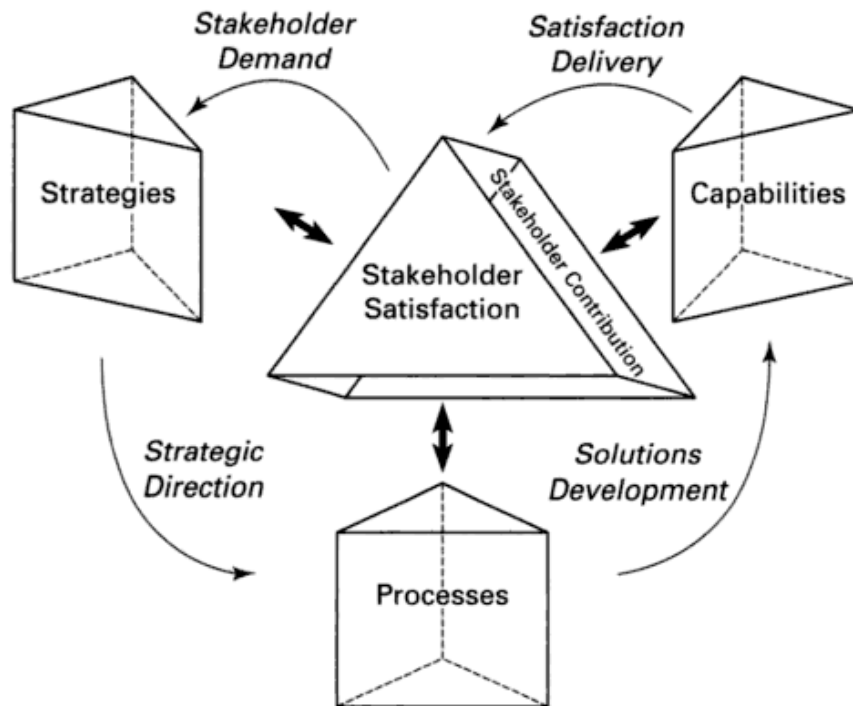 Stakeholder
Demand
Satisfaction
Delivery
Strategies
Capabilities
Stakeholder
Satisfaction
Stakeholder Contribution
Strategic
Direction
Solutions
Development
Processes